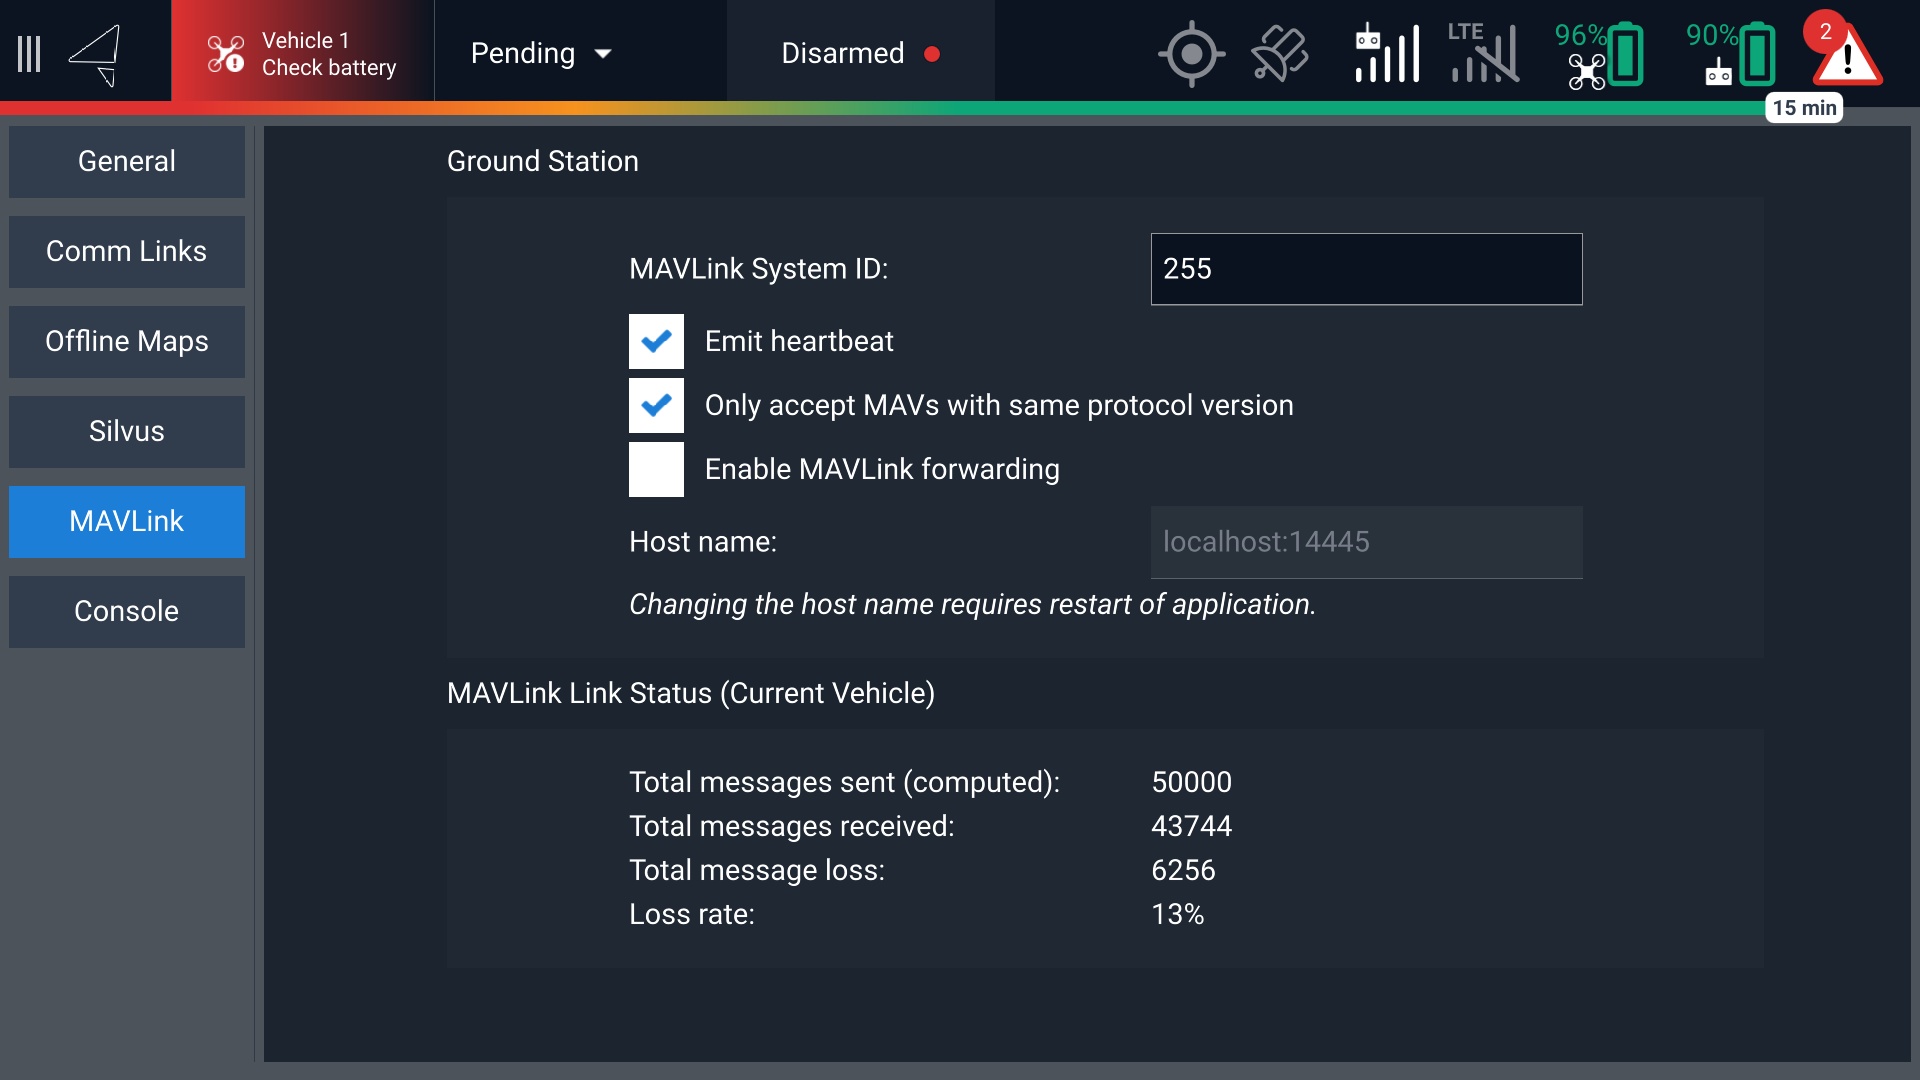 Vehicle 1
Check battery
Pending
Disarmed
LTE
96%
90%
2
15 min
General
Comm Links
Offline Maps
Silvus
MAVLink
Console
Ground Station
MAVLink System ID:
255
Emit heartbeat
Only accept MAVs with same protocol version
Enable MAVLink forwarding
Host name:
localhost:14445
Changing the host name requires restart of application.
MAVLink Link Status (Current Vehicle)
Total messages sent (computed): 50000
Total messages received: 43744
Total message loss: 6256
Loss rate: 13%